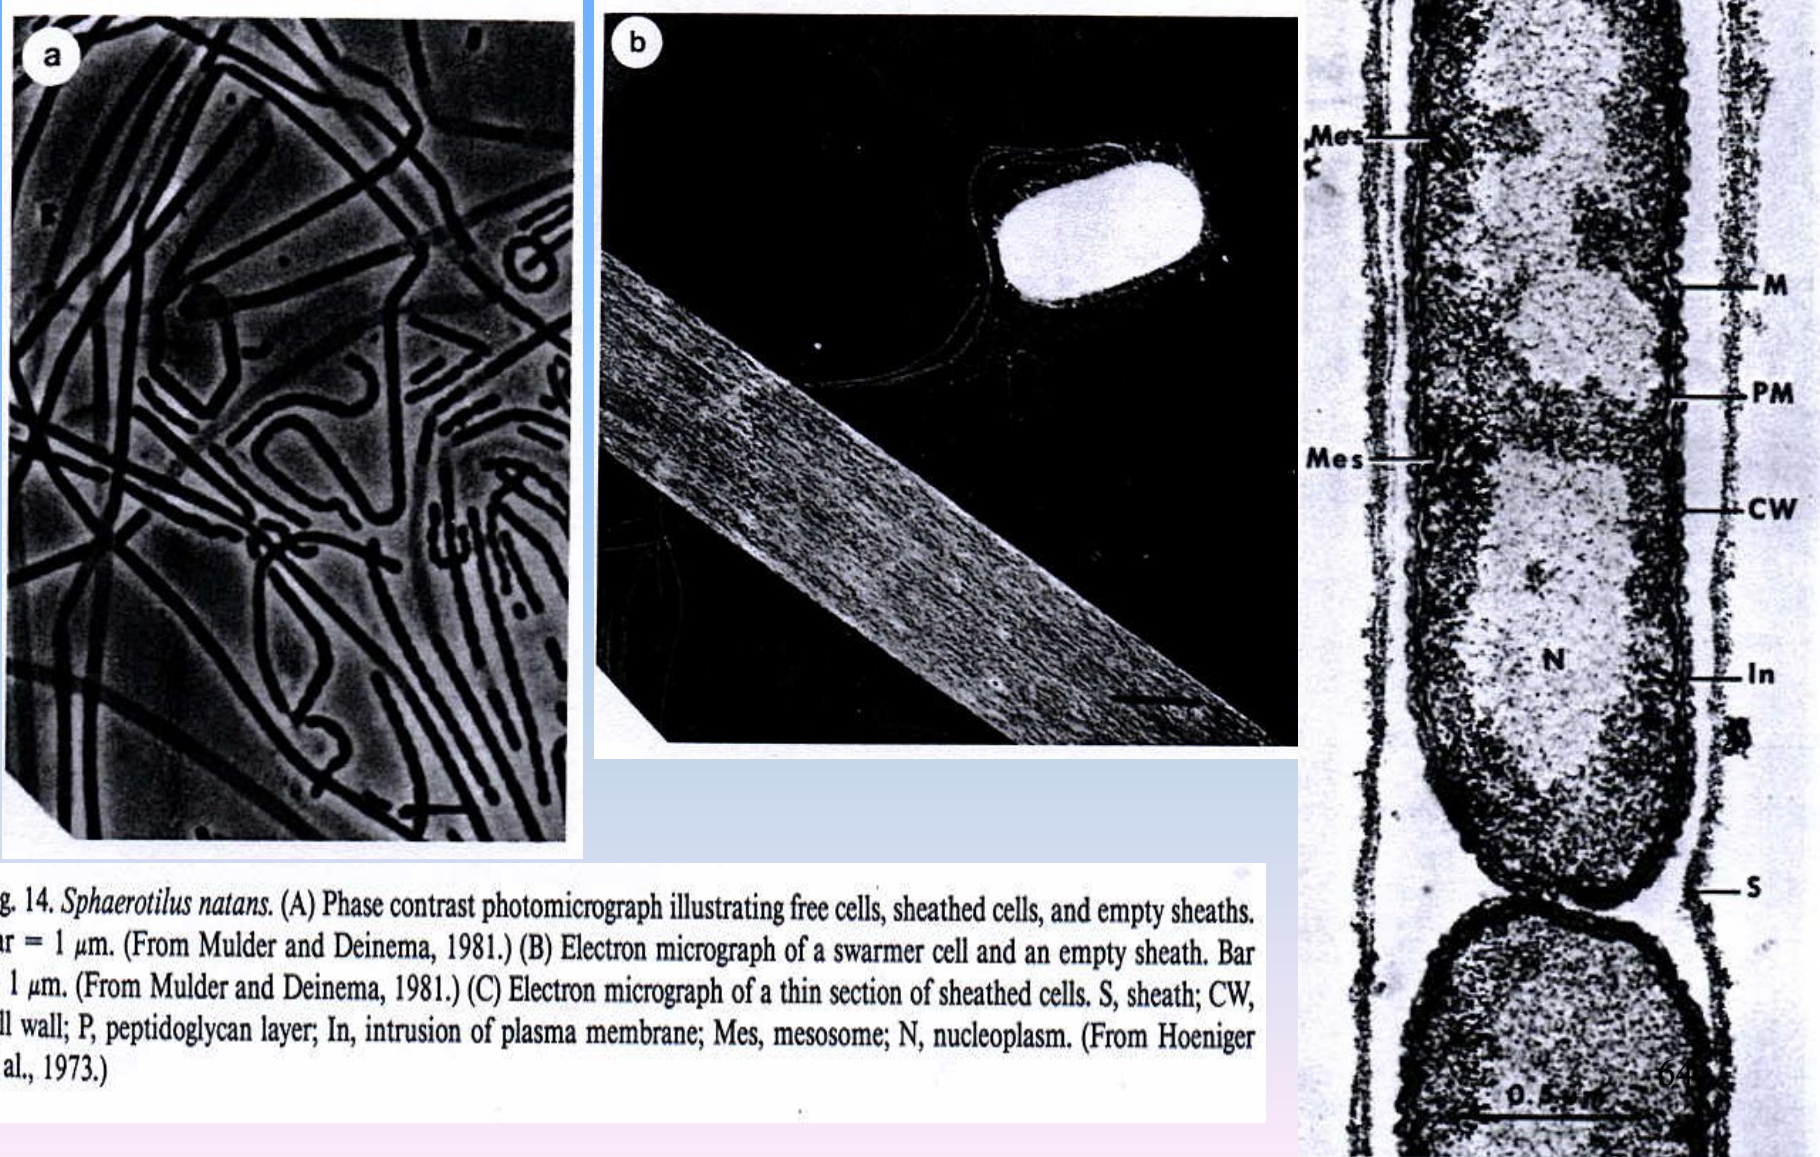 a
b
Mes
M
PM
Mes
CW
N
In
S
64
0.5 µm
g. 14. Sphaerotilus natans. (A) Phase contrast photomicrograph illustrating free cells, sheathed cells, and empty sheaths.
ar = 1 µm. (From Mulder and Deinema, 1981.) (B) Electron micrograph of a swarmer cell and an empty sheath. Bar
1 µm. (From Mulder and Deinema, 1981.) (C) Electron micrograph of a thin section of sheathed cells. S, sheath; CW,
ll wall; P, peptidoglycan layer; In, intrusion of plasma membrane; Mes, mesosome; N, nucleoplasm. (From Hoeniger
al., 1973.)